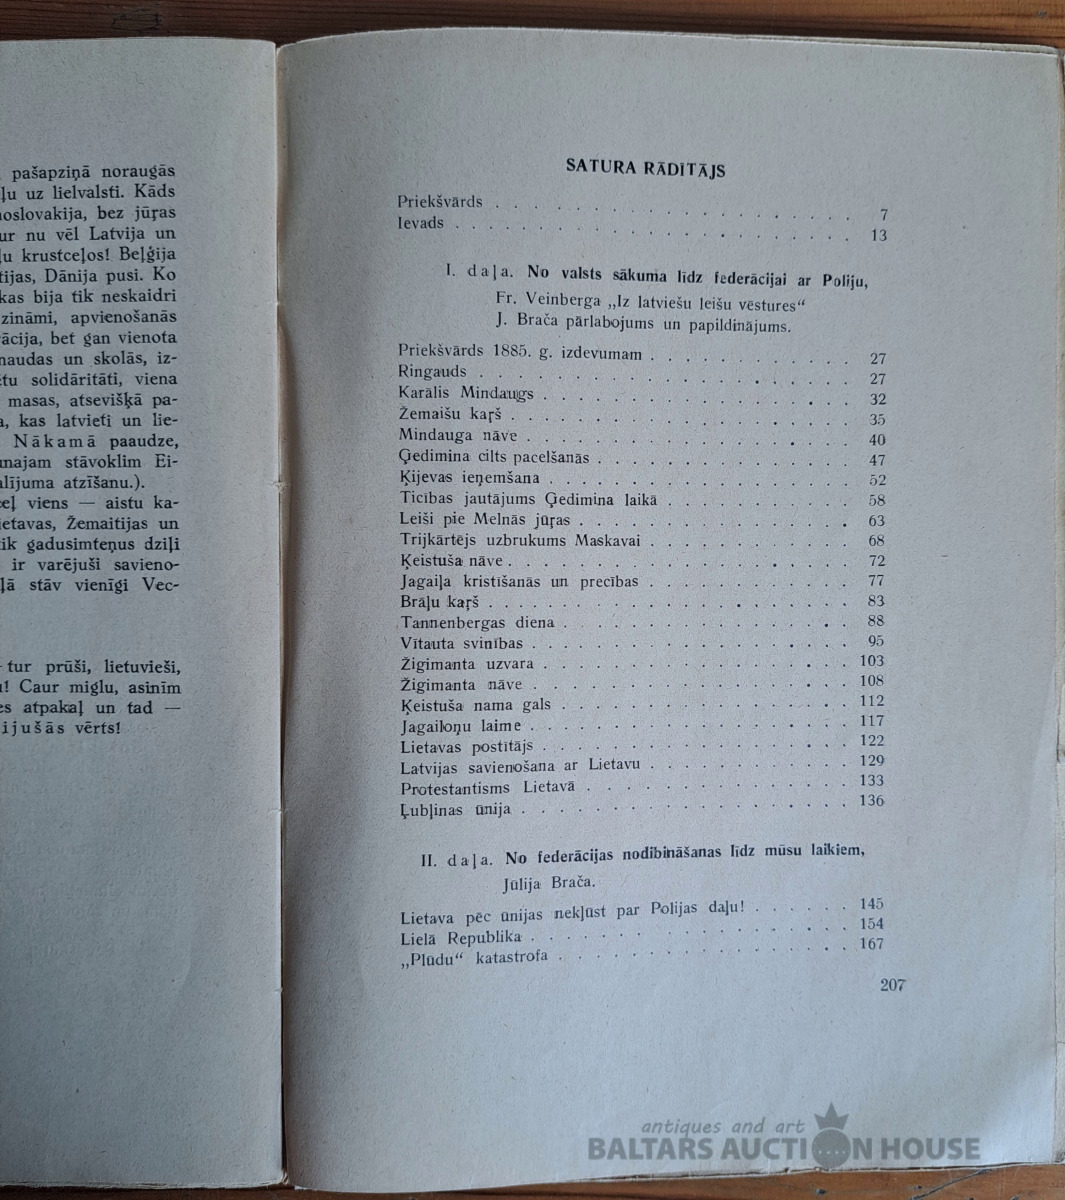 pašapziņā noraugās
ļu uz lielvalsti. Kāds
noslovakija, bez jūŗas
ur nu vēl Latvija un
ļu krustceļos! Beļģija
tijas, Dānija pusi. Ko
kas bija tik neskaidri
zināmi, apvienošanās
ācija, bet gan vienota
naudas un skolās, iz-
tu solidāritāti, viena
masas, atsevišķā pa-
a, kas latvieti un lie-
Nākamā paaudze,
najam stāvoklim Ei-
alījuma atzīšanu.).
ceļ viens — aistu ka-
ietavas, Žemaitijas un
tik gadusimteņus dziļi
ir varējuši savieno-
ļā stāv vienīgi Vec-
tur prūši, lietuvieši,
u! Caur miglu, asinīm
es atpakaļ un tad —
ijušās vērts!
SATURA RĀDĪTĀJS
Priekšvārds . . . 7
Ievads . . . 13
I. daļa. No valsts sākuma līdz federācijai ar Poliju,
Fr. Veinberga „Iz latviešu leišu vēstures“
J. Brača pārlabojums un papildinājums.
Priekšvārds 1885. g. izdevumam . . . 27
Ringauds . . . 27
Karālis Mindaugs . . . 32
Žemaišu kaŗš . . . 35
Mindauga nāve . . . 40
Ģedimina cilts pacelšanās . . . 47
Ķijevas ieņemšana . . . 52
Ticības jautājums Ģedimina laikā . . . 58
Leiši pie Melnās jūŗas . . . 63
Trijkārtējs uzbrukums Maskavai . . . 68
Ķeistuša nāve . . . 72
Jagaiļa kristīšanās un precības . . . 77
Brāļu kaŗš . . . 83
Tannenbergas diena . . . 88
Vītauta svinības . . . 95
Žigimanta uzvara . . . 103
Žigimanta nāve . . . 108
Ķeistuša nama gals . . . 112
Jagailoņu laime . . . 117
Lietavas postītājs . . . 122
Latvijas savienošana ar Lietavu . . . 129
Protestantisms Lietavā . . . 133
Ļubļinas ūnija . . . 136
II. daļa. No federācijas nodibināšanas līdz mūsu laikiem,
Jūlija Brača.
Lietava pēc ūnijas nekļūst par Polijas daļu! . . . 145
Lielā Republika . . . 154
„Plūdu“ katastrofa . . . 167
207
antiques and art
BALTARS AUCTION HOUSE